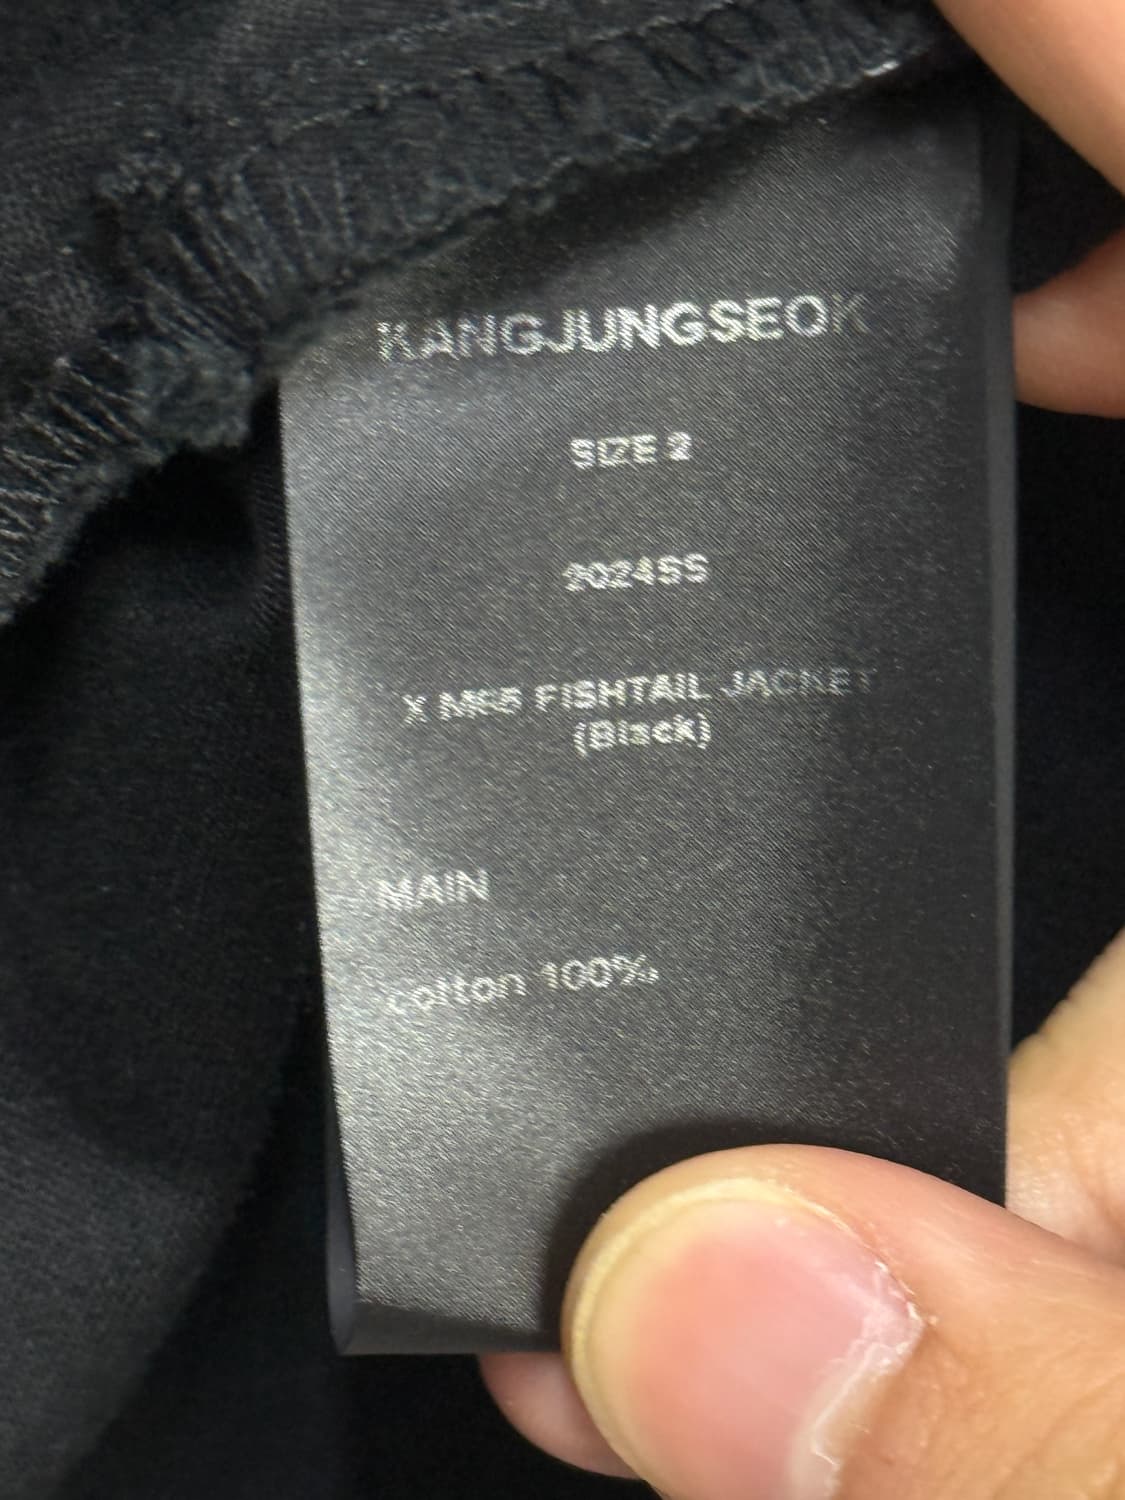 KANGJUNGSEOK
SIZE 2
2024SS
X M65 FISHTAIL JACKET
(Black)
MAIN
cotton 100%